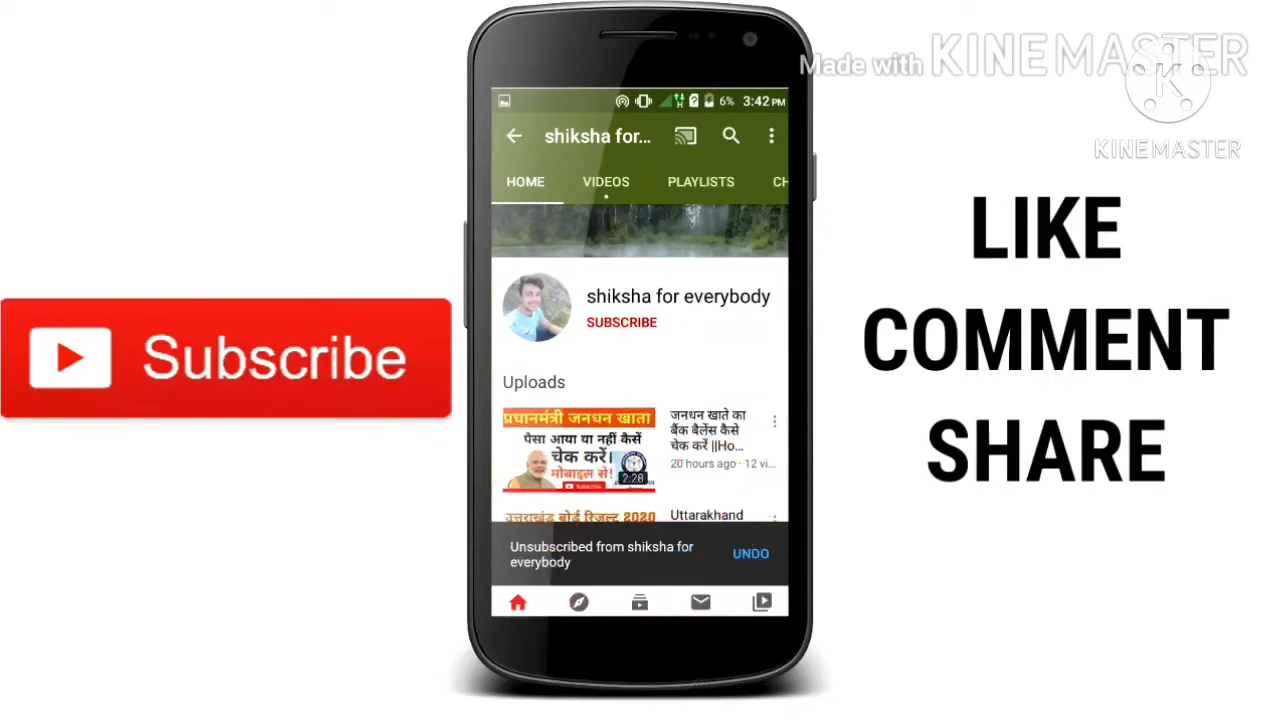 Made with KINEMASTER
KINEMASTER
6% 3:42 PM
shiksha for...
HOME VIDEOS PLAYLISTS CH
shiksha for everybody
SUBSCRIBE
Uploads
प्रधानमंत्री जनधन खाता
पैसा आया या नहीं कैसें
चेक करें।
मोबाइल से!
2:28
जनधन खाते का
बैंक बैलेंस कैसे
चेक करें ||Ho...
20 hours ago · 12 vi...
उत्तराखंड बोर्ड रिजल्ट 2020
Uttarakhand
Unsubscribed from shiksha for
everybody
UNDO
Subscribe
LIKE
COMMENT
SHARE